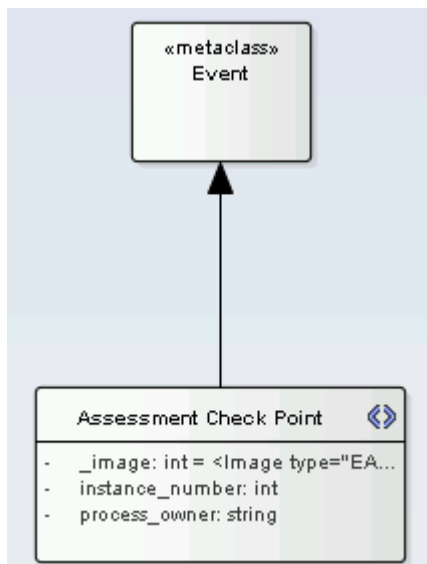 «metaclass»
Event
Assessment Check Point
- _image: int = <Image type="EA...
- instance_number: int
- process_owner: string